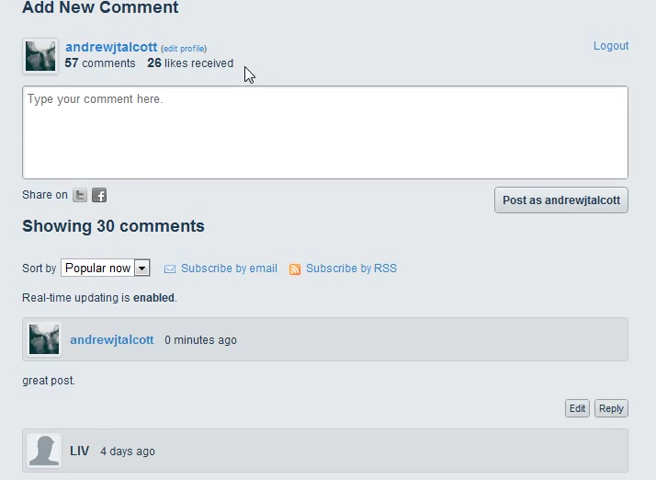 Add New Comment
andrewjtalcott (edit profile)
Logout
57 comments 26 likes received
Type your comment here.
Share on
Post as andrewjtalcott
Showing 30 comments
Sort by Popular now Subscribe by email Subscribe by RSS
Real-time updating is enabled.
andrewjtalcott 0 minutes ago
great post.
Edit Reply
LIV 4 days ago